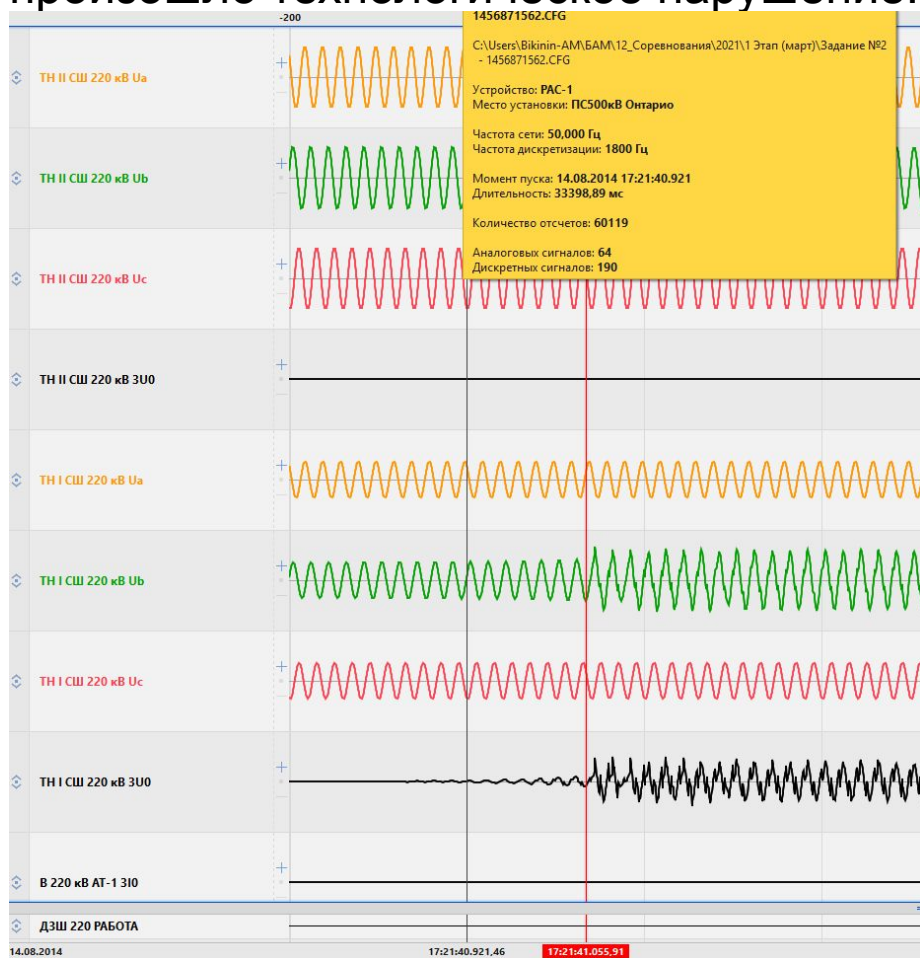 произошло технологическое нарушение.
-200
1456871562.CFG
C:\Users\Bikinin-AM\БАМ\12_Соревнования\2021\1 Этап (март)\Задание №2
- 1456871562.CFG
Устройство: РАС-1
Место установки: ПС500кВ Онтарио
Частота сети: 50,000 Гц
Частота дискретизации: 1800 Гц
Момент пуска: 14.08.2014 17:21:40.921
Длительность: 33398,89 мс
Количество отсчетов: 60119
Аналоговых сигналов: 64
Дискретных сигналов: 190
ТН II СШ 220 кВ Ua
ТН II СШ 220 кВ Ub
ТН II СШ 220 кВ Uc
ТН II СШ 220 кВ 3U0
ТН I СШ 220 кВ Ua
ТН I СШ 220 кВ Ub
ТН I СШ 220 кВ Uc
ТН I СШ 220 кВ 3U0
В 220 кВ АТ-1 3I0
ДЗШ 220 РАБОТА
14.08.2014 17:21:40.921,46 17:21:41.055,91